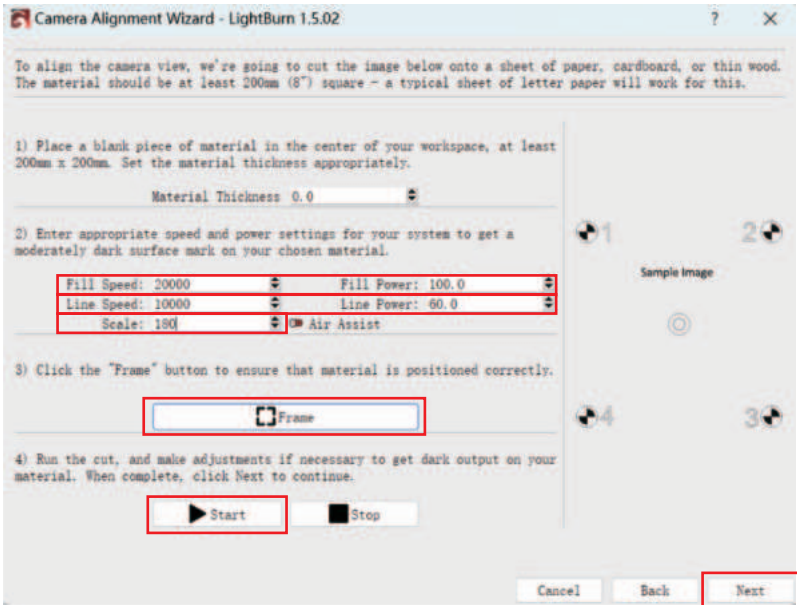 Camera Alignment Wizard - LightBurn 1.5.02
?
To align the camera view, we're going to cut the image below onto a sheet of paper, cardboard, or thin wood.
The material should be at least 200mm (8") square - a typical sheet of letter paper will work for this.
1) Place a blank piece of material in the center of your workspace, at least
200mm x 200mm. Set the material thickness appropriately.
Material Thickness 0.0
2) Enter appropriate speed and power settings for your system to get a
moderately dark surface mark on your chosen material.
Fill Speed: 20000 Fill Power: 100.0
Line Speed: 10000 Line Power: 60.0
Scale: 180 Air Assist
3) Click the "Frame" button to ensure that material is positioned correctly.
Frame
4) Run the cut, and make adjustments if necessary to get dark output on your
material. When complete, click Next to continue.
Start Stop
1 2
Sample Image
4 3
Cancel Back Next